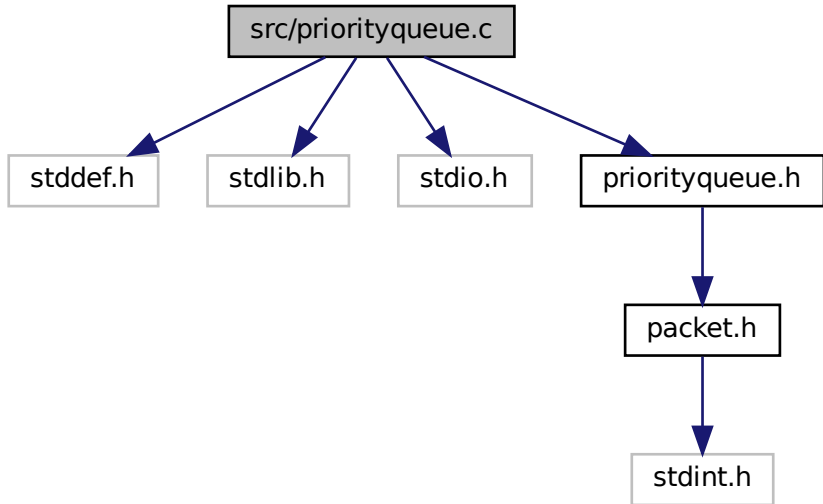 src/priorityqueue.c
stddef.h
stdlib.h
stdio.h
priorityqueue.h
packet.h
stdint.h